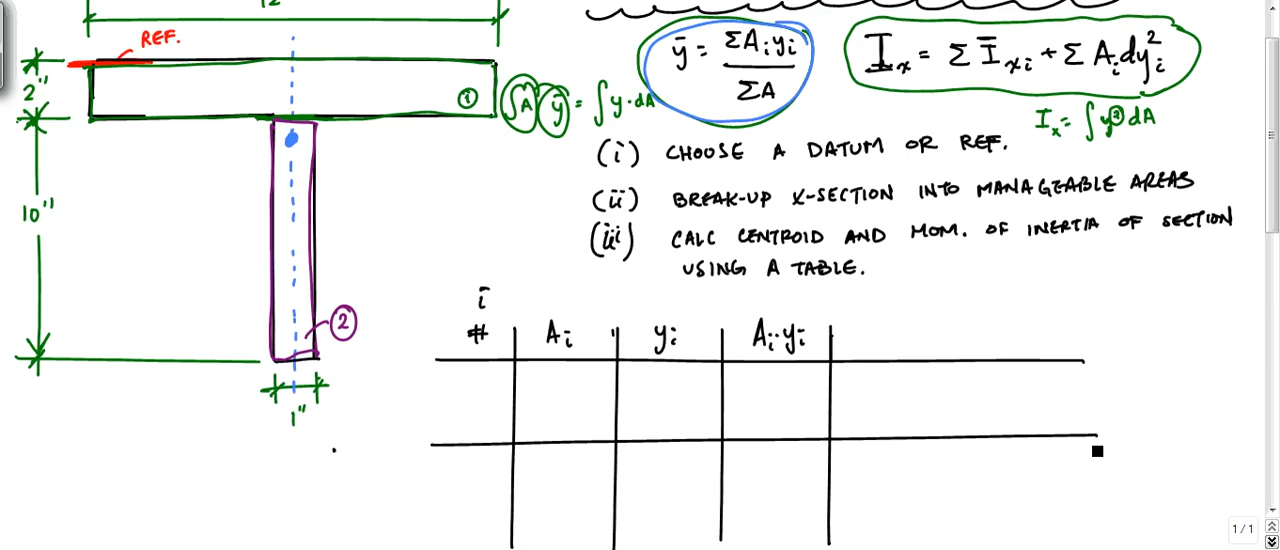 12
REF.
2"
①
∫A ȳ = ∫y·dA
ȳ = ΣAᵢyᵢ / ΣA
Iₓ = Σ Īₓᵢ + Σ Aᵢdyᵢ²
Iₓ = ∫y²dA
(i) CHOOSE A DATUM OR REF.
(ii) BREAK-UP X-SECTION INTO MANAGEABLE AREAS
(iii) CALC CENTROID AND MOM. OF INERTIA OF SECTION
USING A TABLE.
10"
②
1"
i
# Aᵢ yᵢ Aᵢ·yᵢ
1 / 1